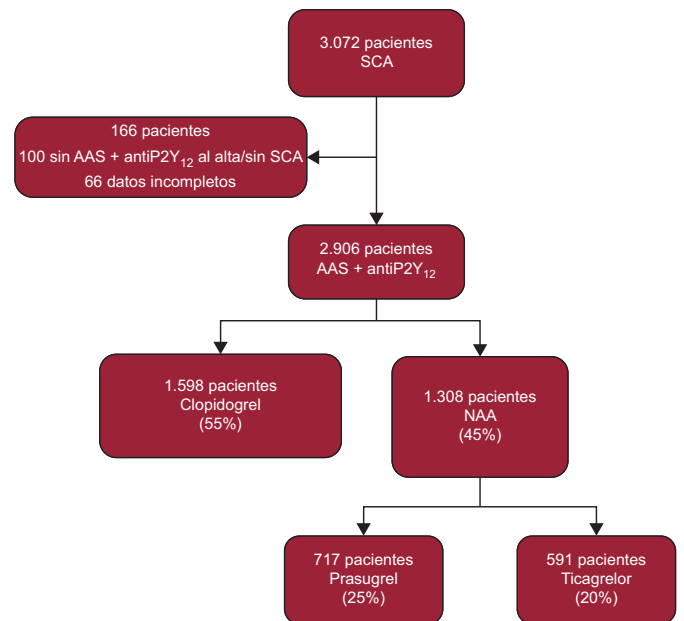 3.072 pacientes
SCA
166 pacientes
100 sin AAS + antiP2Y₁₂ al alta/sin SCA
66 datos incompletos
2.906 pacientes
AAS + antiP2Y₁₂
1.598 pacientes
Clopidogrel
(55%)
1.308 pacientes
NAA
(45%)
717 pacientes
Prasugrel
(25%)
591 pacientes
Ticagrelor
(20%)